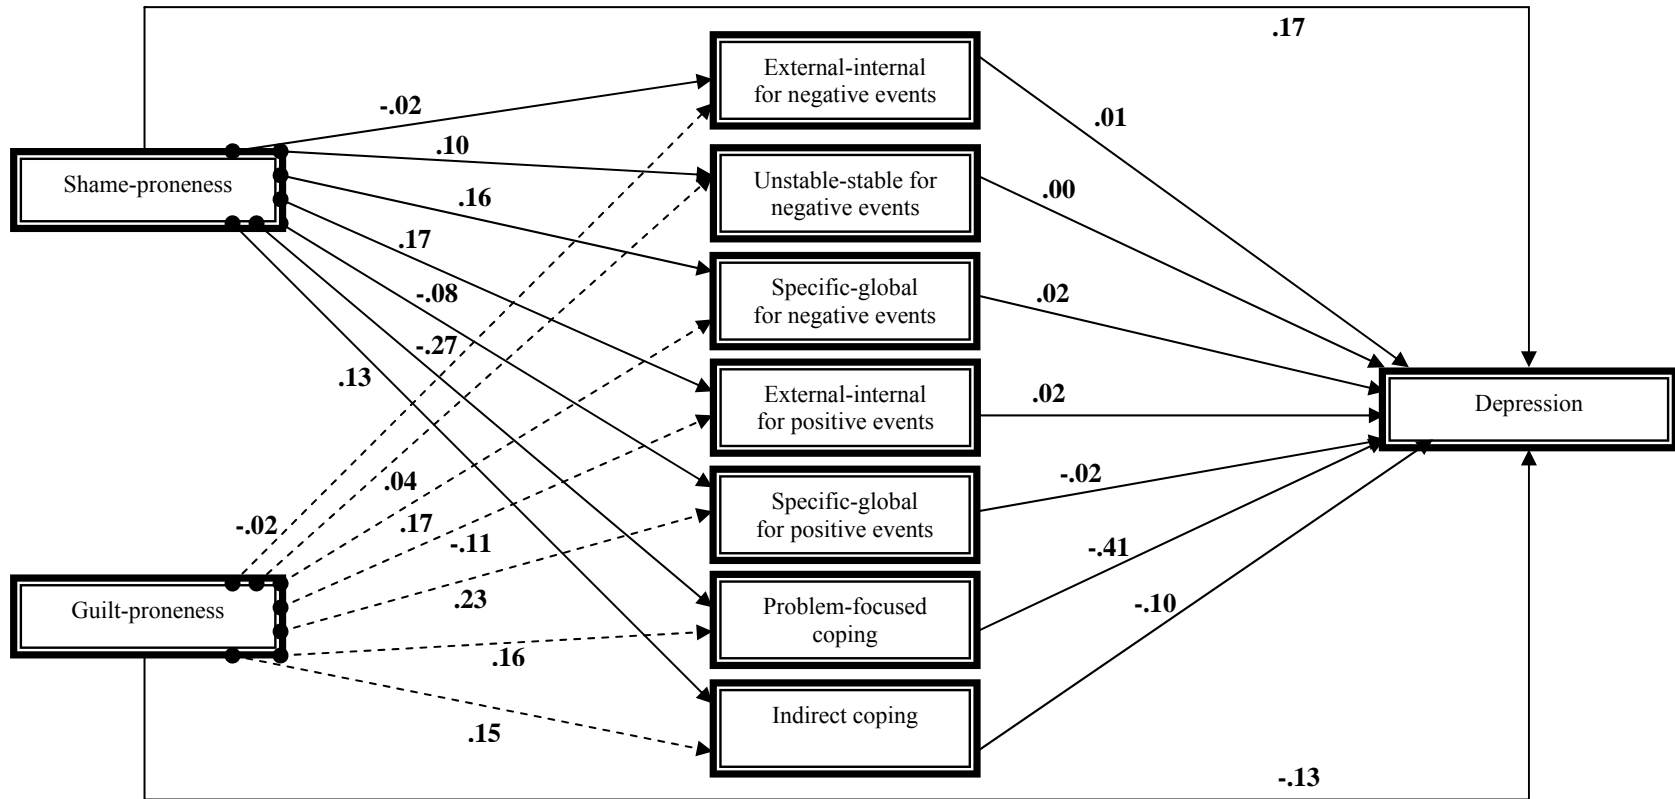 .17
External-internal
for negative events
-.02
.01
.10
Shame-proneness
Unstable-stable for
negative events
.16
.00
.17
Specific-global
for negative events
-.08
.02
-.27
.13
External-internal
for positive events
.02
Depression
.04
-.02
.17
-.11
Specific-global
for positive events
-.02
-.41
Guilt-proneness
.23
Problem-focused
coping
-.10
.16
Indirect coping
.15
-.13